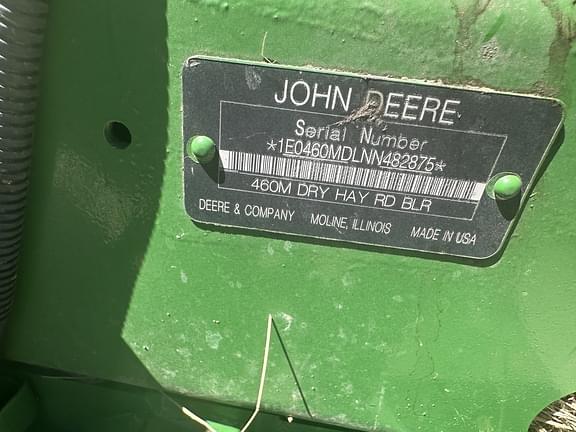 JOHN DEERE
Serial Number
*1E0460MDLNN482875*
460M DRY HAY RD BLR
DEERE & COMPANY MOLINE, ILLINOIS MADE IN USA